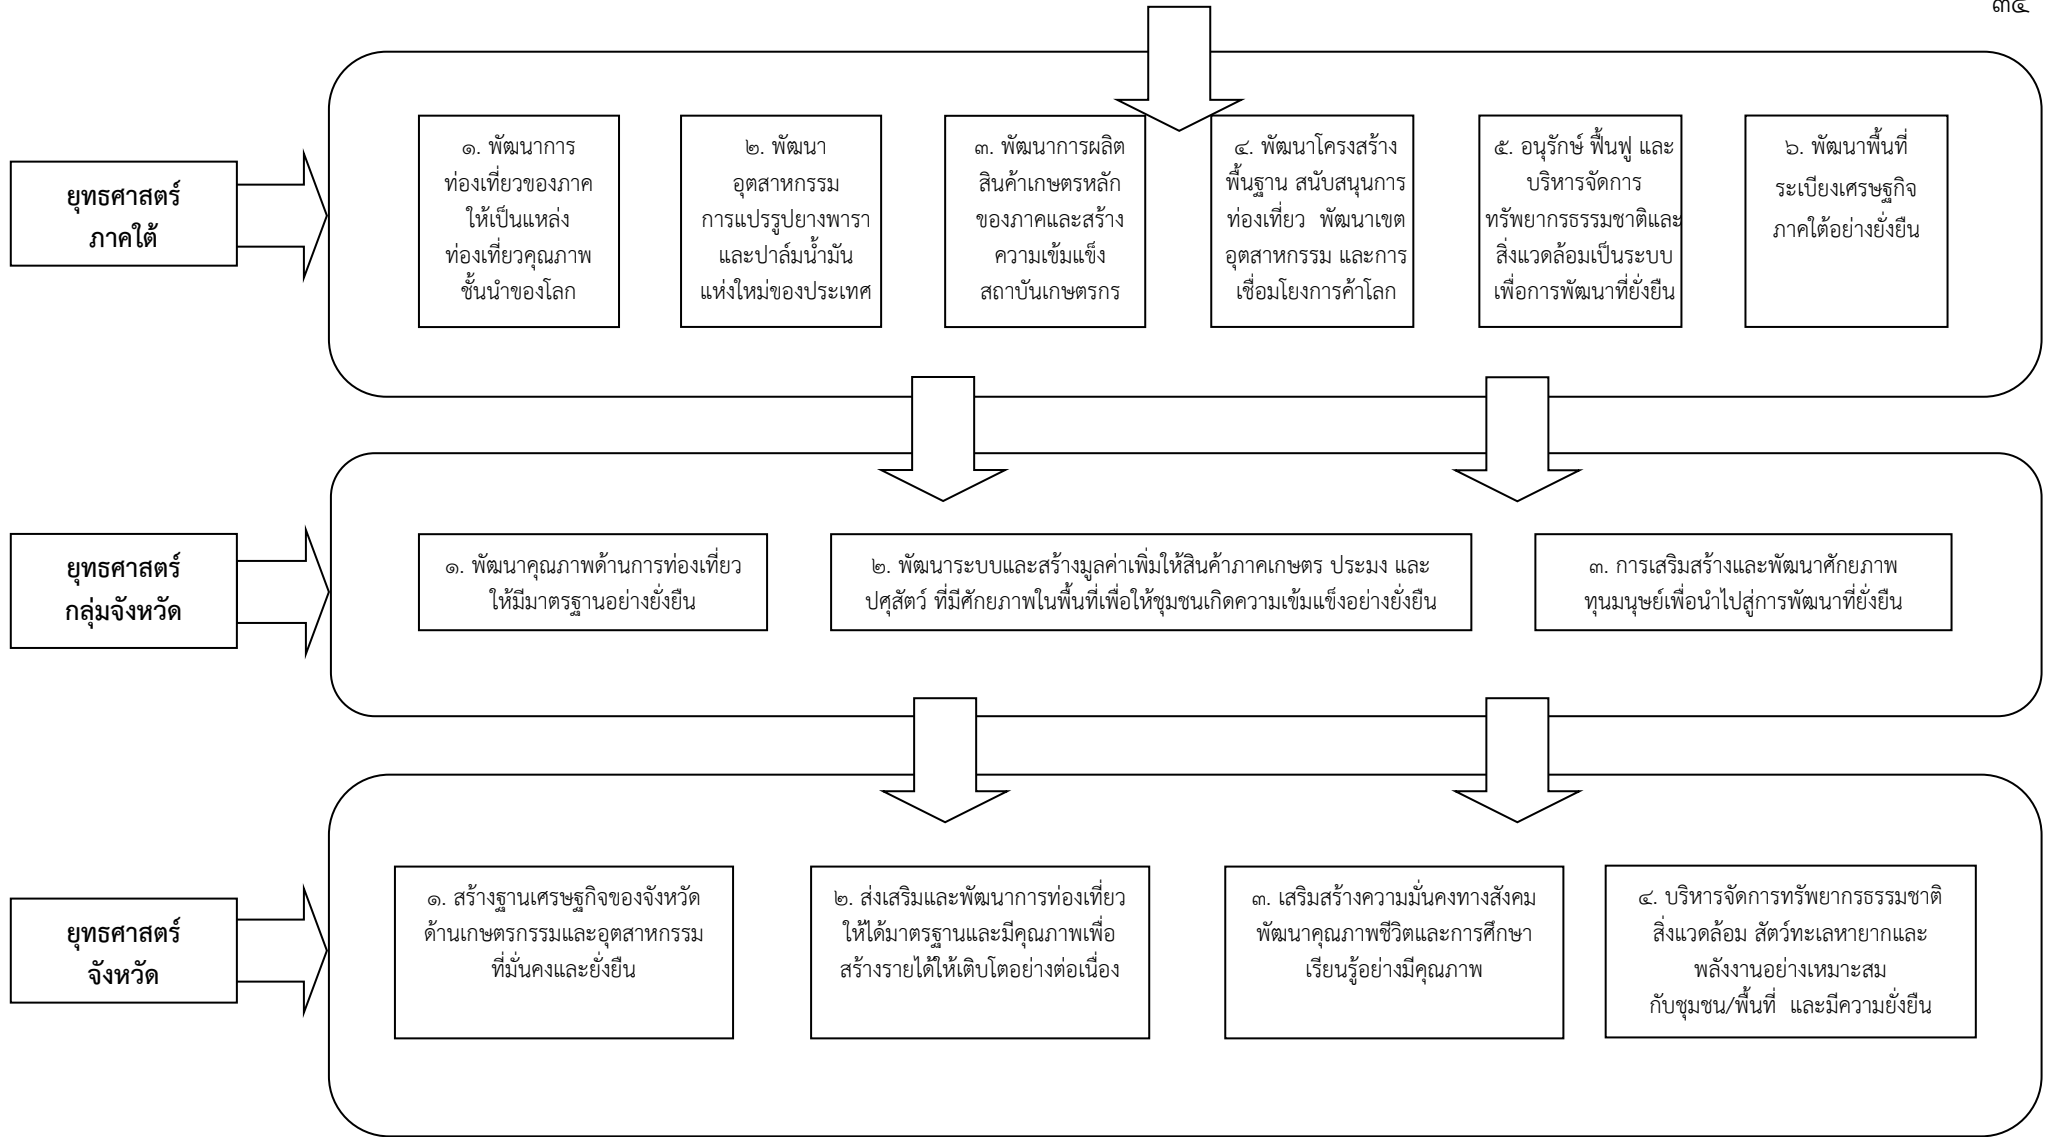 ๓๕
ยุทธศาสตร์
ภาคใต้
๑. พัฒนาการ
ท่องเที่ยวของภาค
ให้เป็นแหล่ง
ท่องเที่ยวคุณภาพ
ชั้นนำของโลก
๒. พัฒนา
อุตสาหกรรม
การแปรรูปยางพารา
และปาล์มน้ำมัน
แห่งใหม่ของประเทศ
๓. พัฒนาการผลิต
สินค้าเกษตรหลัก
ของภาคและสร้าง
ความเข้มแข็ง
สถาบันเกษตรกร
๔. พัฒนาโครงสร้าง
พื้นฐาน สนับสนุนการ
ท่องเที่ยว พัฒนาเขต
อุตสาหกรรม และการ
เชื่อมโยงการค้าโลก
๕. อนุรักษ์ ฟื้นฟู และ
บริหารจัดการ
ทรัพยากรธรรมชาติและ
สิ่งแวดล้อมเป็นระบบ
เพื่อการพัฒนาที่ยั่งยืน
๖. พัฒนาพื้นที่
ระเบียงเศรษฐกิจ
ภาคใต้อย่างยั่งยืน
ยุทธศาสตร์
กลุ่มจังหวัด
๑. พัฒนาคุณภาพด้านการท่องเที่ยว
ให้มีมาตรฐานอย่างยั่งยืน
๒. พัฒนาระบบและสร้างมูลค่าเพิ่มให้สินค้าภาคเกษตร ประมง และ
ปศุสัตว์ ที่มีศักยภาพในพื้นที่เพื่อให้ชุมชนเกิดความเข้มแข็งอย่างยั่งยืน
๓. การเสริมสร้างและพัฒนาศักยภาพ
ทุนมนุษย์เพื่อนำไปสู่การพัฒนาที่ยั่งยืน
ยุทธศาสตร์
จังหวัด
๑. สร้างฐานเศรษฐกิจของจังหวัด
ด้านเกษตรกรรมและอุตสาหกรรม
ที่มั่นคงและยั่งยืน
๒. ส่งเสริมและพัฒนาการท่องเที่ยว
ให้ได้มาตรฐานและมีคุณภาพเพื่อ
สร้างรายได้ให้เติบโตอย่างต่อเนื่อง
๓. เสริมสร้างความมั่นคงทางสังคม
พัฒนาคุณภาพชีวิตและการศึกษา
เรียนรู้อย่างมีคุณภาพ
๔. บริหารจัดการทรัพยากรธรรมชาติ
สิ่งแวดล้อม สัตว์ทะเลหายากและ
พลังงานอย่างเหมาะสม
กับชุมชน/พื้นที่ และมีความยั่งยืน